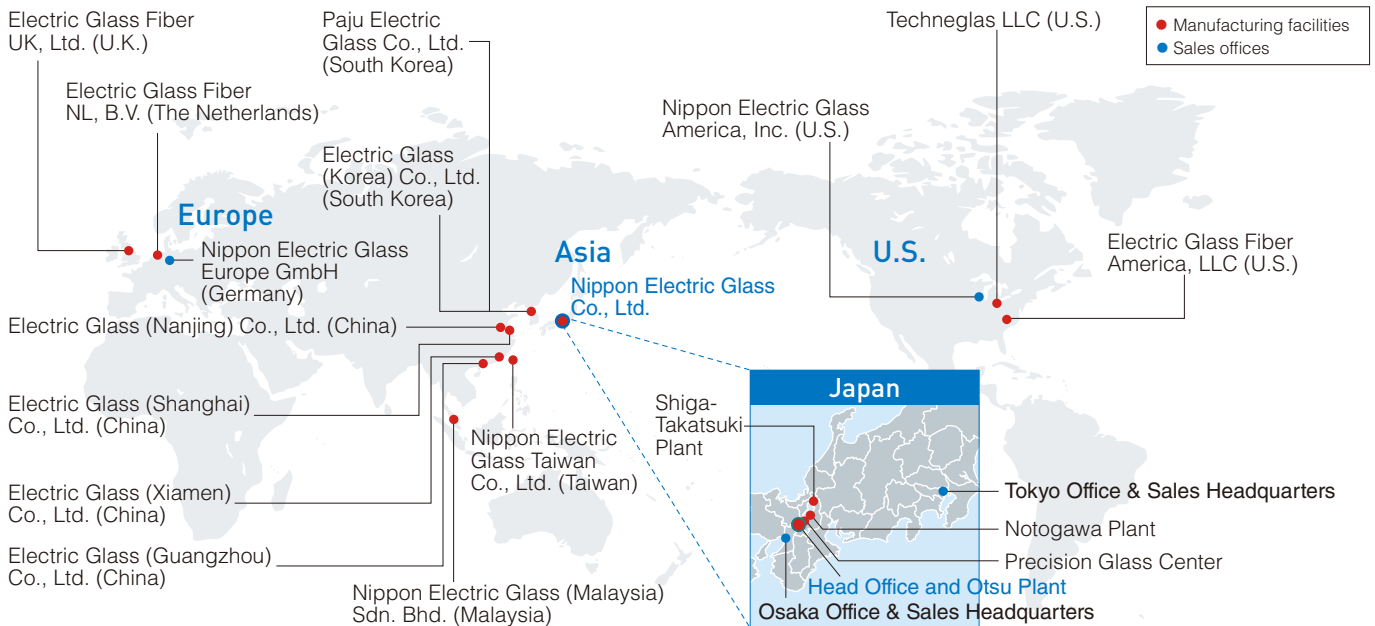 Electric Glass Fiber
UK, Ltd. (U.K.)
Electric Glass Fiber
NL, B.V. (The Netherlands)
Paju Electric
Glass Co., Ltd.
(South Korea)
Electric Glass
(Korea) Co., Ltd.
(South Korea)
Techneglas LLC (U.S.)
Manufacturing facilities
Sales offices
Nippon Electric Glass
America, Inc. (U.S.)
Europe
Nippon Electric Glass
Europe GmbH
(Germany)
Asia
Nippon Electric Glass
Co., Ltd.
U.S.
Electric Glass Fiber
America, LLC (U.S.)
Electric Glass (Nanjing) Co., Ltd. (China)
Electric Glass (Shanghai)
Co., Ltd. (China)
Electric Glass (Xiamen)
Co., Ltd. (China)
Electric Glass (Guangzhou)
Co., Ltd. (China)
Nippon Electric
Glass Taiwan
Co., Ltd. (Taiwan)
Nippon Electric Glass (Malaysia)
Sdn. Bhd. (Malaysia)
Japan
Shiga-
Takatsuki
Plant
Tokyo Office & Sales Headquarters
Notogawa Plant
Precision Glass Center
Head Office and Otsu Plant
Osaka Office & Sales Headquarters